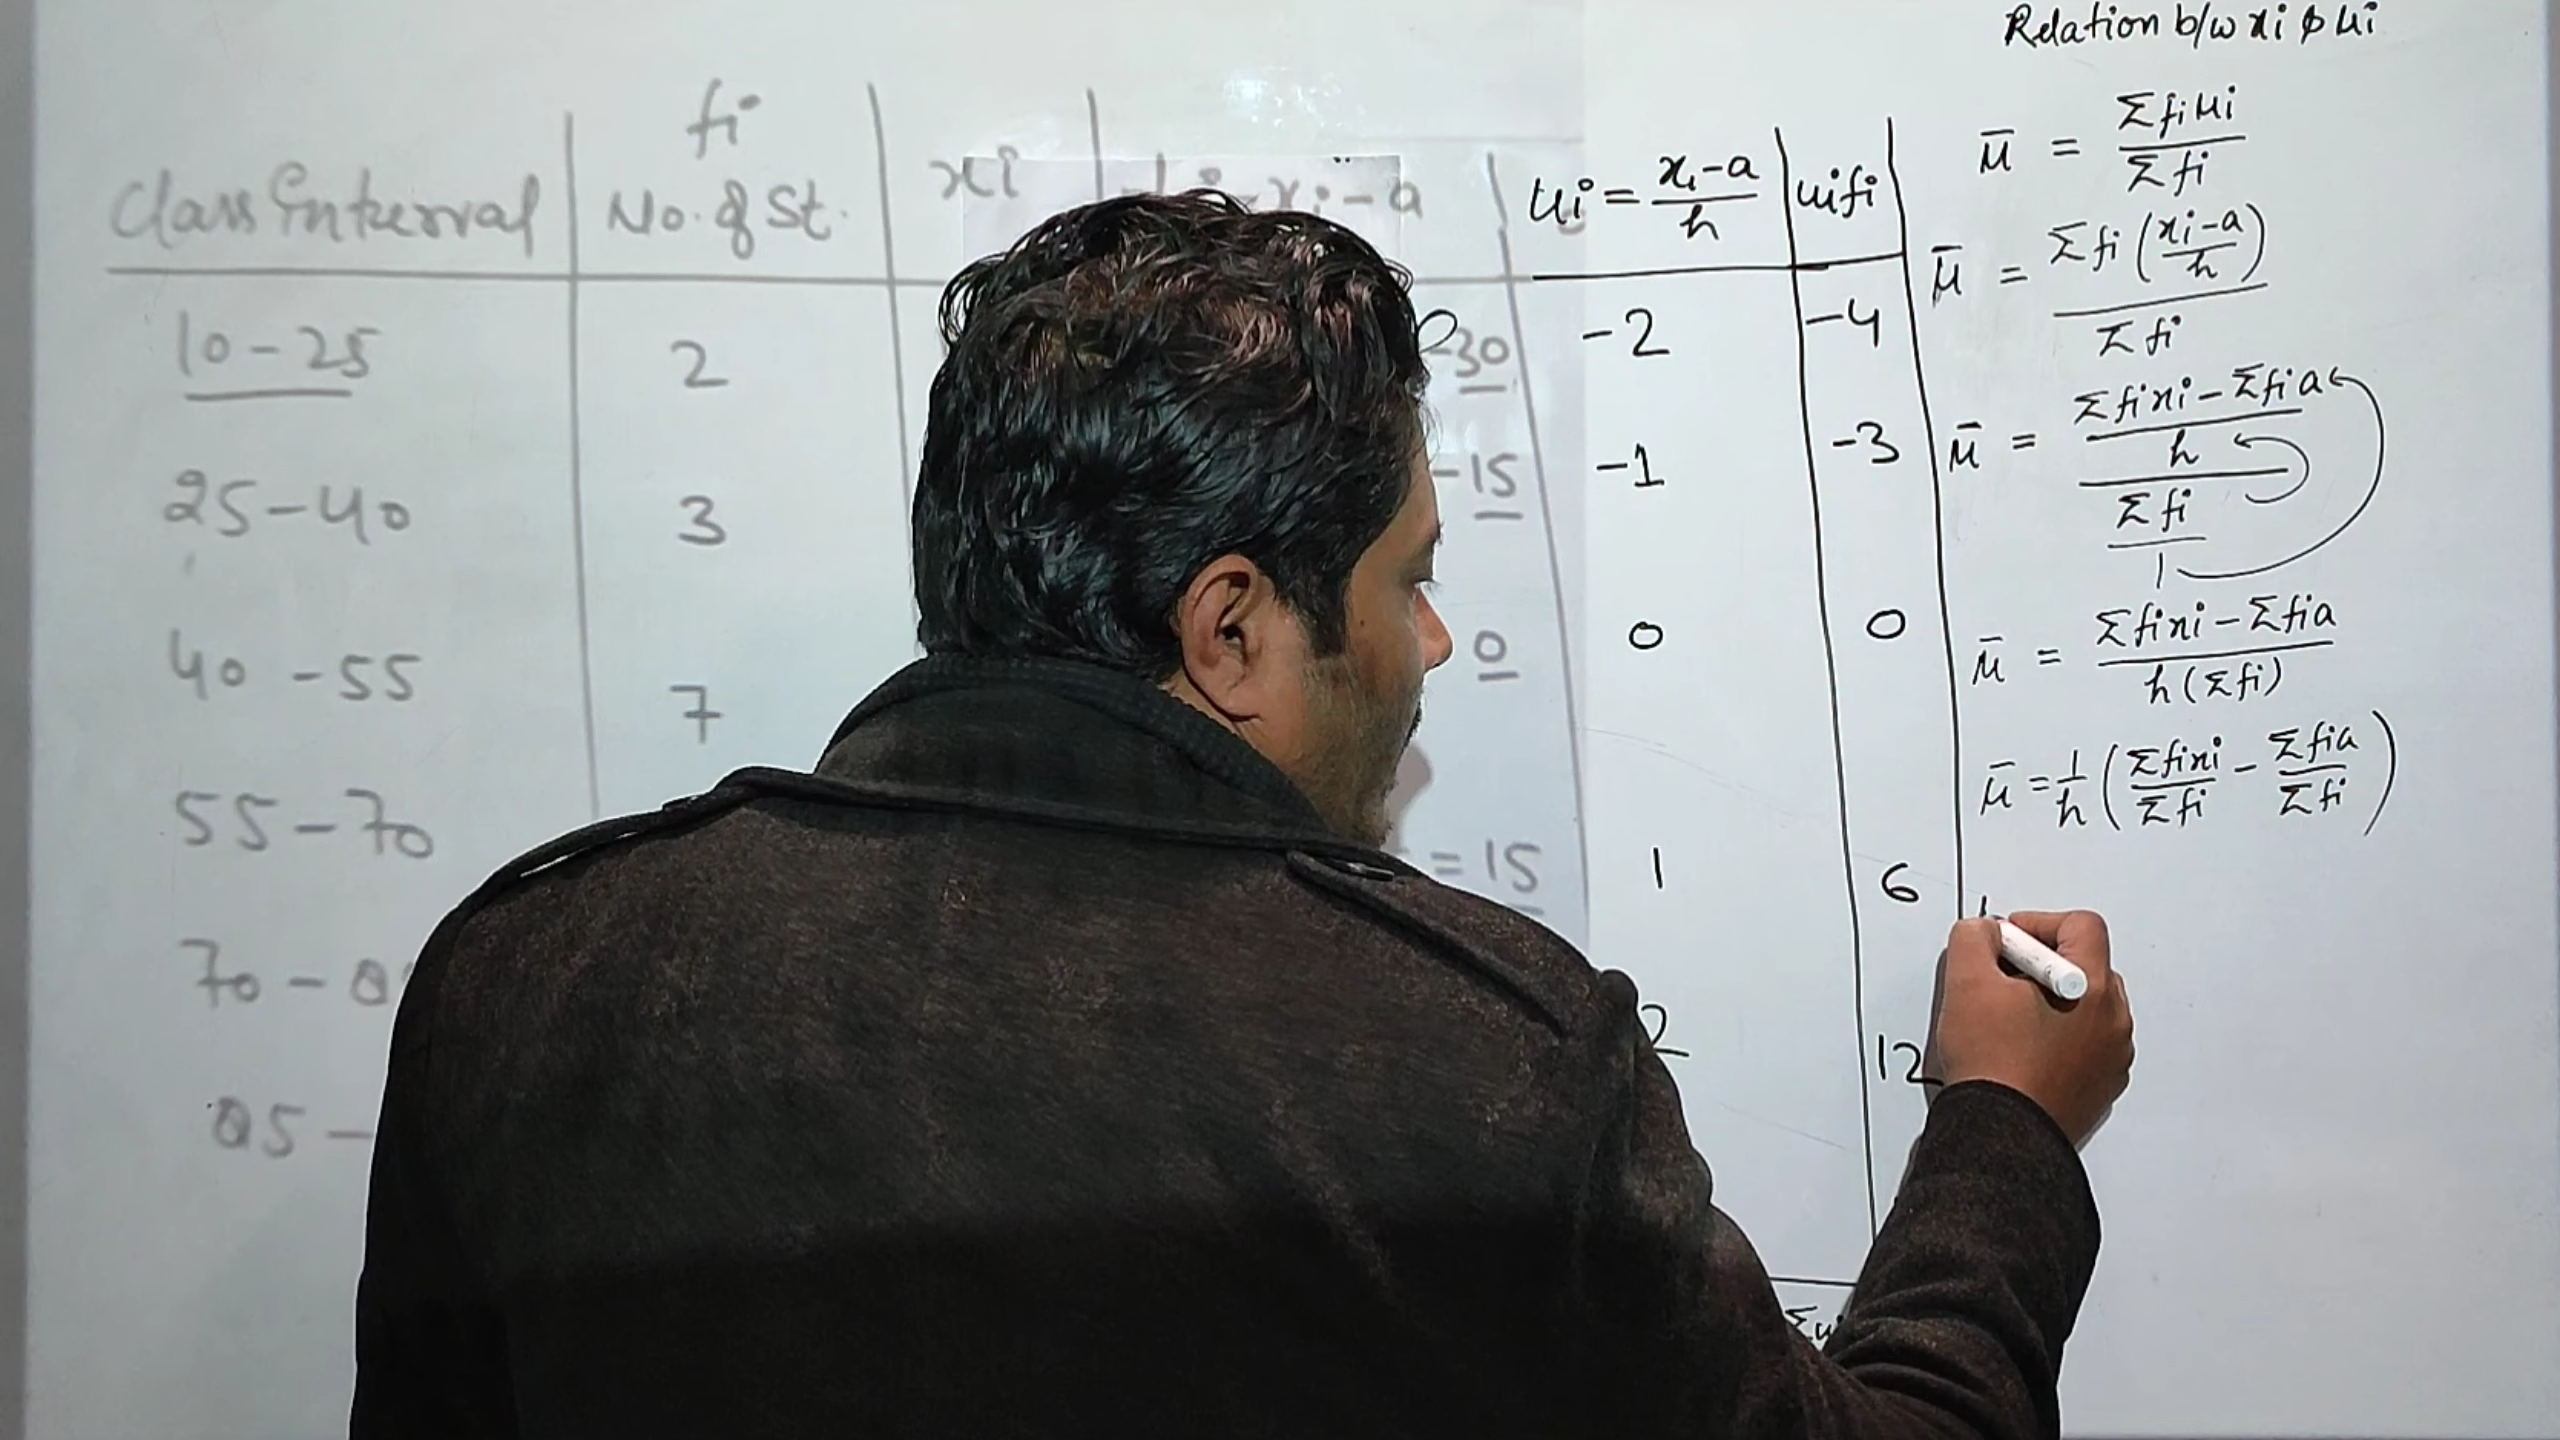 Relation b/w xi & ui
Class Interval | fi No. of St. | xi | xi-a | ui = xi-a/h | uifi
10-25 2 -30 -2 -4
25-40 3 -15 -1 -3
40-55 7 0 0 0
55-70 =15 1 6
70- 2 12
85-
Σui
ū = Σfiui/Σfi
ū = Σfi(xi-a/h)/Σfi
ū = Σfixi-Σfia/h/Σfi/1
ū = Σfixi-Σfia/h(Σfi)
ū = 1/h(Σfixi/Σfi - Σfia/Σfi)